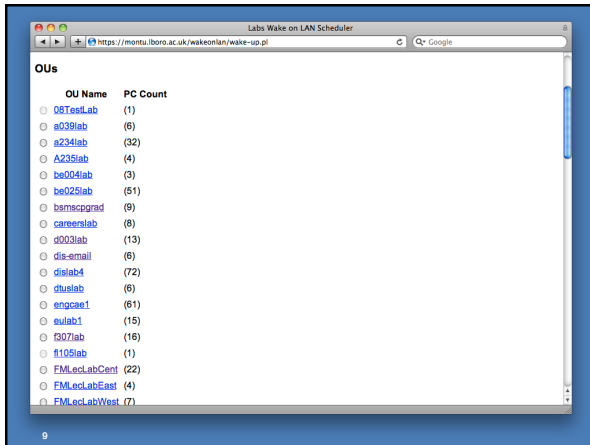 Labs Wake on LAN Scheduler
https://montu.lboro.ac.uk/wakeonlan/wake-up.pl
Google
OUs
OU Name PC Count
08TestLab (1)
a039lab (6)
a234lab (32)
A235lab (4)
be004lab (3)
be025lab (51)
bsmscpgrad (9)
careerslab (8)
d003lab (13)
dis-email (6)
dislab4 (72)
dtuslab (6)
engcae1 (61)
eulab1 (15)
f307lab (16)
fl105lab (1)
FMLecLabCent (22)
FMLecLabEast (4)
FMLecLabWest (7)
9